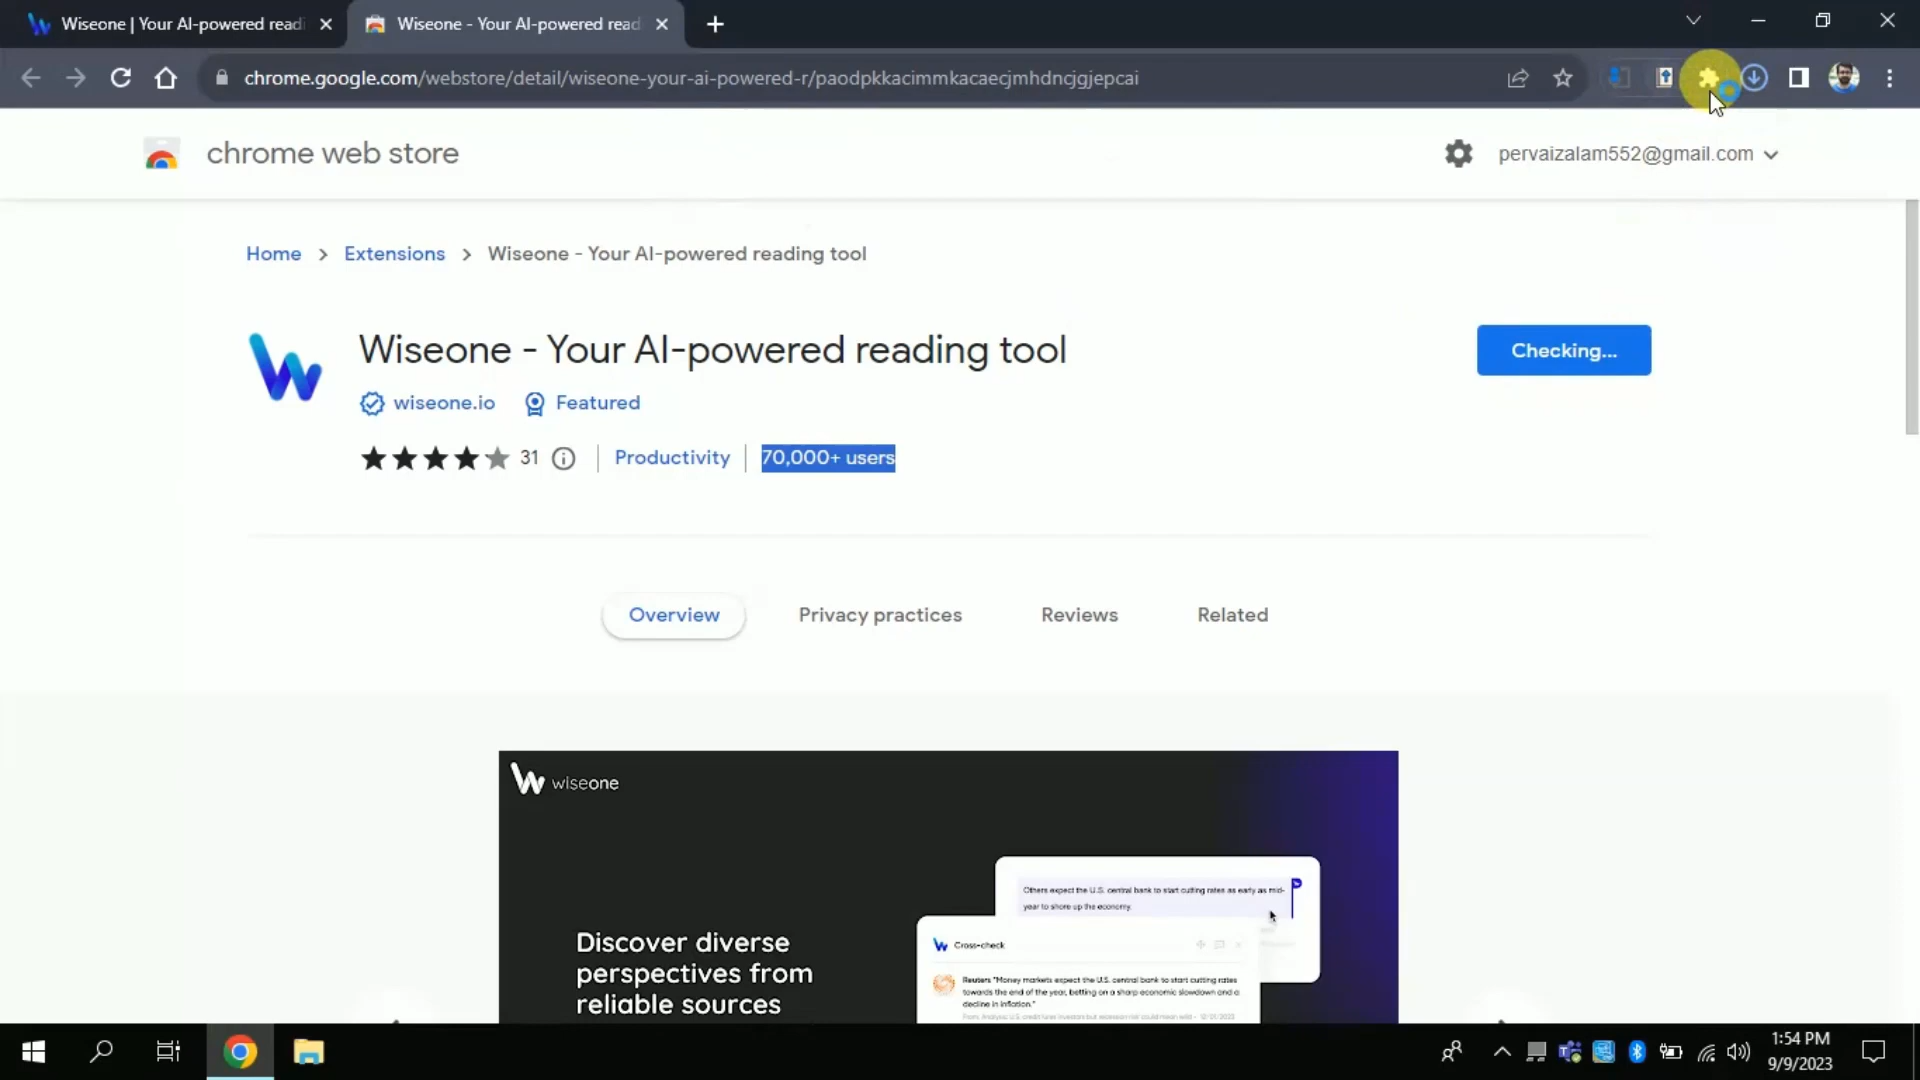 Wiseone | Your AI-powered readi
Wiseone - Your AI-powered read
chrome.google.com/webstore/detail/wiseone-your-ai-powered-r/paodpkkacimmkacaecjmhdncjgjepcai
chrome web store
pervaizalam552@gmail.com
Home > Extensions > Wiseone - Your AI-powered reading tool
Wiseone - Your AI-powered reading tool
Checking...
wiseone.io Featured
31 Productivity 70,000+ users
Overview Privacy practices Reviews Related
wiseone
Others expect the U.S. central bank to start cutting rates as early as mid-
year to shore up the economy.
Discover diverse
perspectives from
reliable sources
Cross-check
Reuters "Money markets expect the U.S. central bank to start cutting rates
towards the end of the year, betting on a sharp economic slowdown and a
decline in inflation."
1:54 PM
9/9/2023